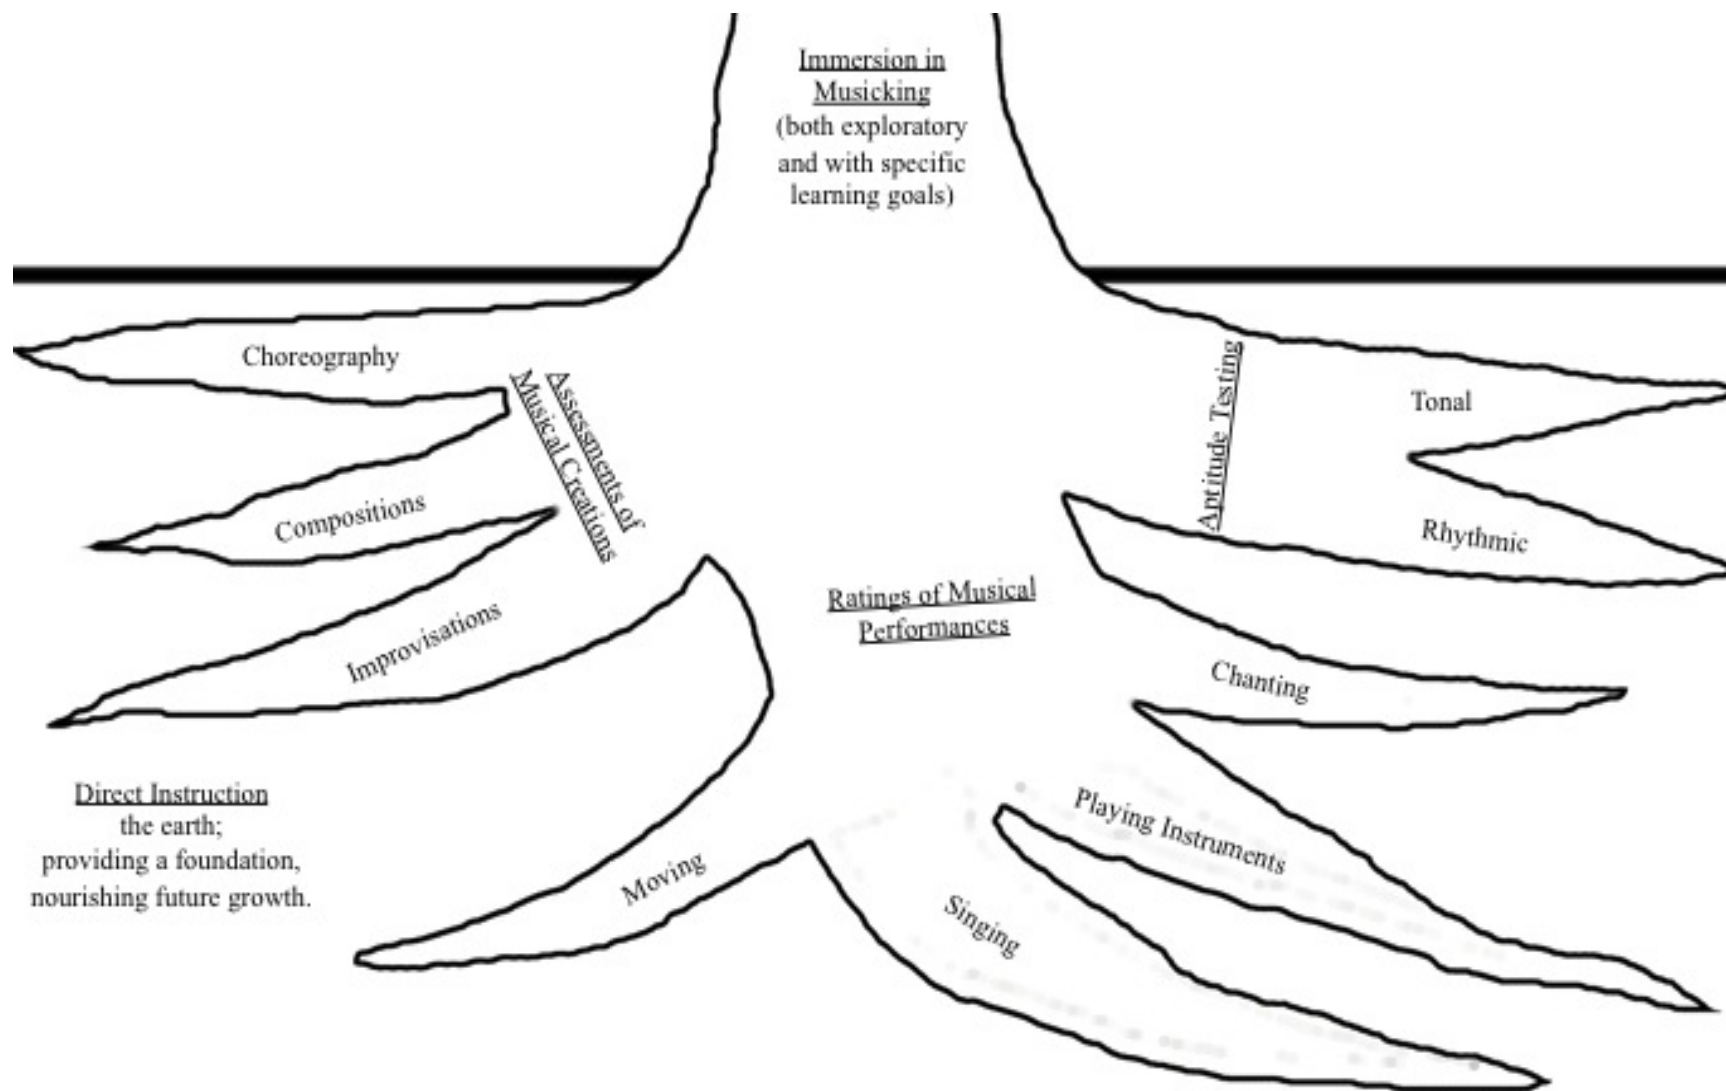 Immersion in
Musicking
(both exploratory
and with specific
learning goals)
Choreography
Assessments of
Musical Creations
Compositions
Improvisations
Aptitude Testing
Tonal
Rhythmic
Ratings of Musical
Performances
Chanting
Playing Instruments
Singing
Moving
Direct Instruction
the earth;
providing a foundation,
nourishing future growth.